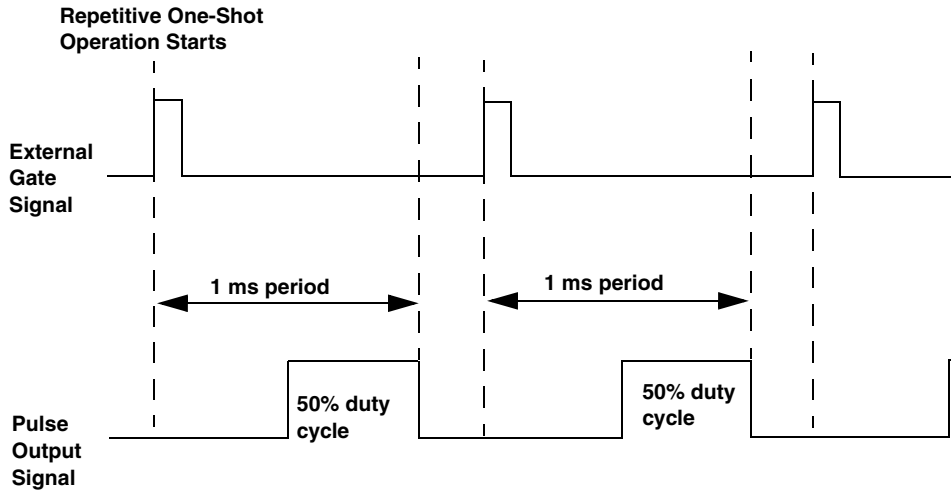 Repetitive One-Shot
Operation Starts
External
Gate
Signal
1 ms period
1 ms period
50% duty
cycle
50% duty
cycle
Pulse
Output
Signal